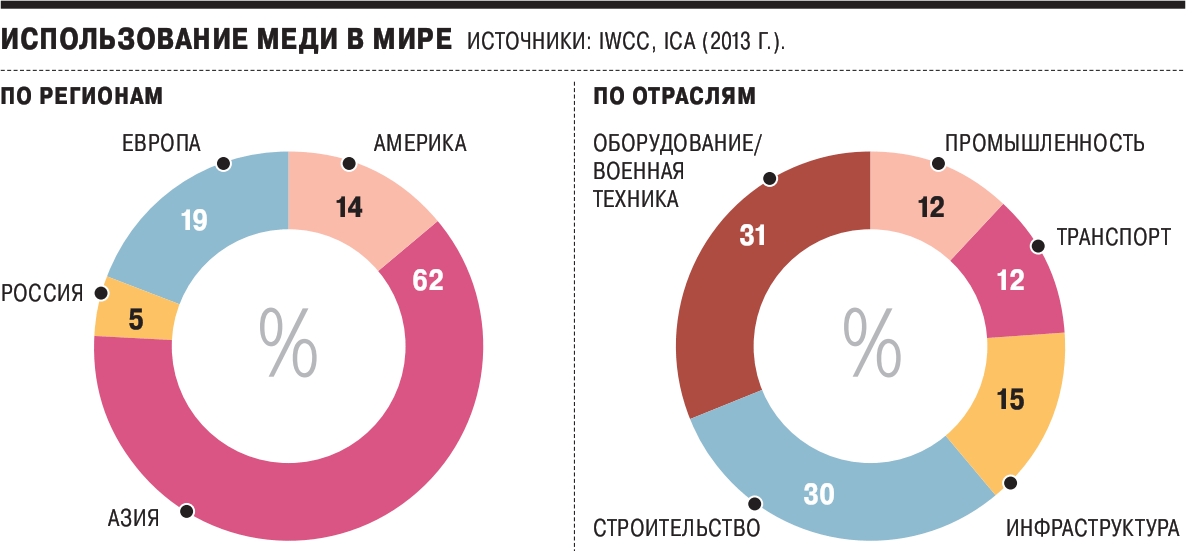 ИСПОЛЬЗОВАНИЕ МЕДИ В МИРЕ ИСТОЧНИКИ: IWCC, ICA (2013 Г.).
ПО РЕГИОНАМ
ЕВРОПА
АМЕРИКА
19
14
62
РОССИЯ
5
%
АЗИЯ
ПО ОТРАСЛЯМ
ОБОРУДОВАНИЕ/
ВОЕННАЯ
ТЕХНИКА
ПРОМЫШЛЕННОСТЬ
31
12
ТРАНСПОРТ
12
%
15
30
СТРОИТЕЛЬСТВО
ИНФРАСТРУКТУРА